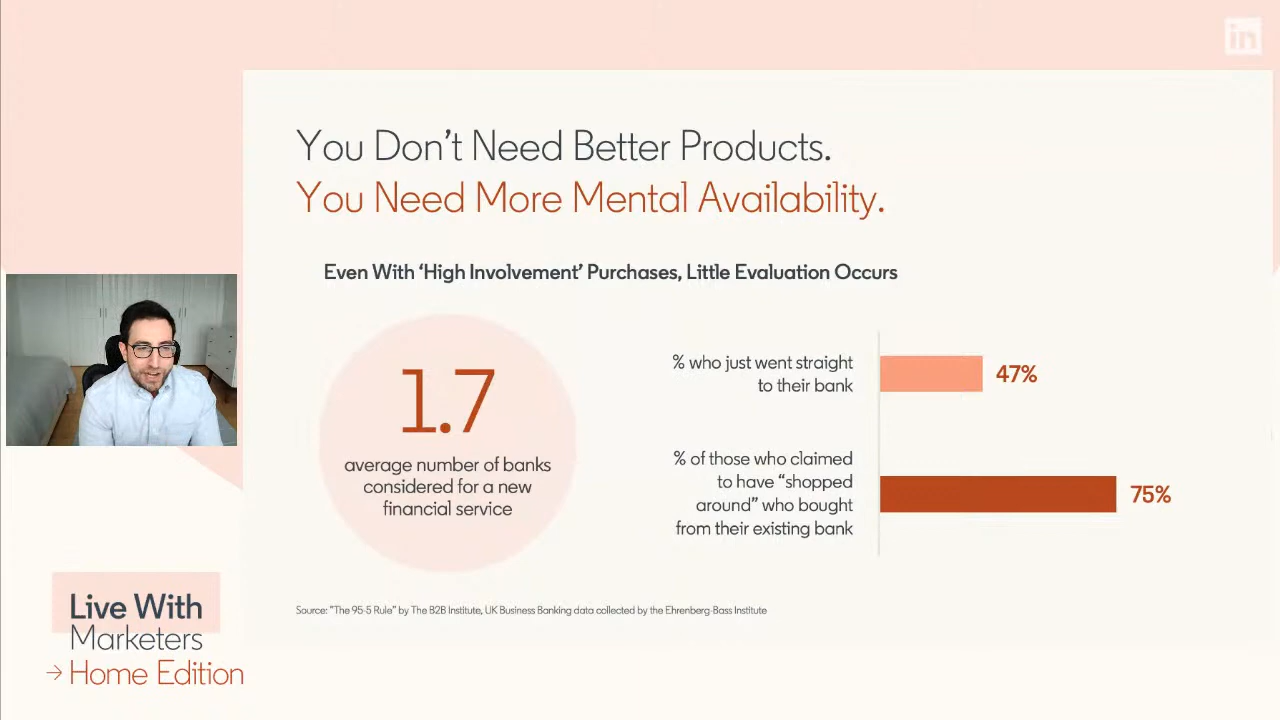 in
You Don't Need Better Products.
You Need More Mental Availability.
Even With ‘High Involvement’ Purchases, Little Evaluation Occurs
1.7
average number of banks
considered for a new
financial service
% who just went straight
to their bank
47%
% of those who claimed
to have “shopped
around” who bought
from their existing bank
75%
Source: "The 95-5 Rule" by The B2B Institute, UK Business Banking data collected by the Ehrenberg-Bass Institute
Live With
Marketers
→ Home Edition